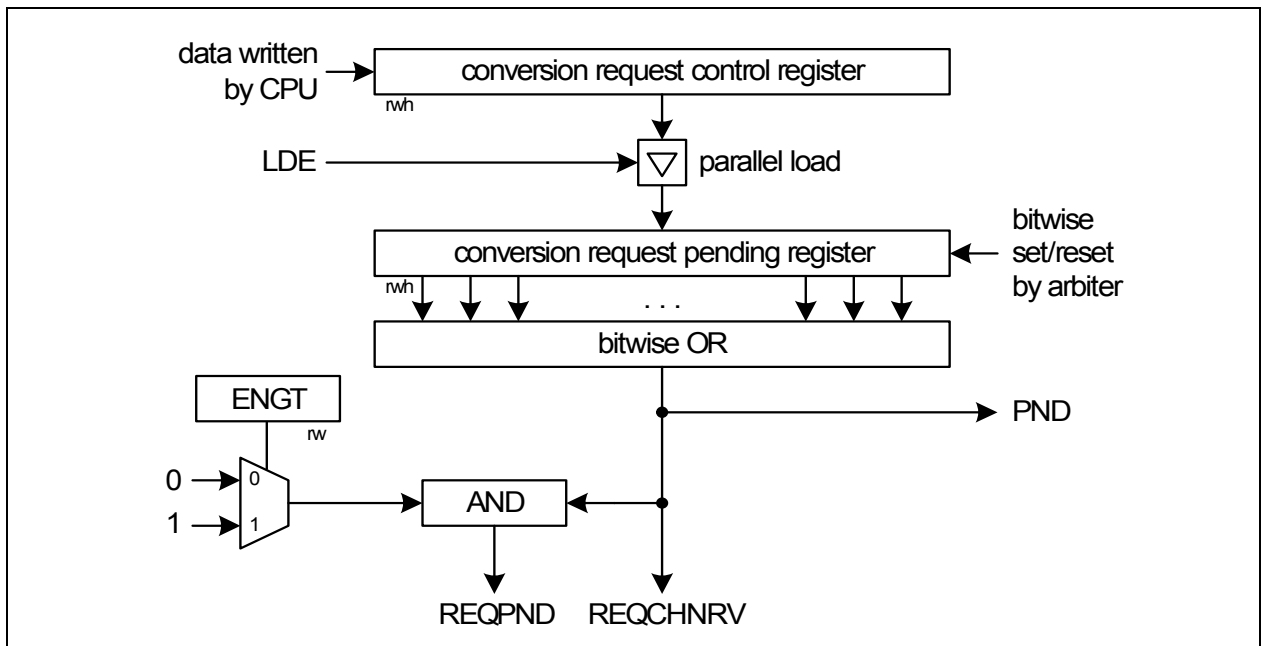 data written
by CPU
conversion request control register
rwh
LDE
parallel load
conversion request pending register
bitwise
set/reset
by arbiter
rwh
. . .
bitwise OR
ENGT
rw
PND
0
0
1
1
AND
REQPND
REQCHNRV